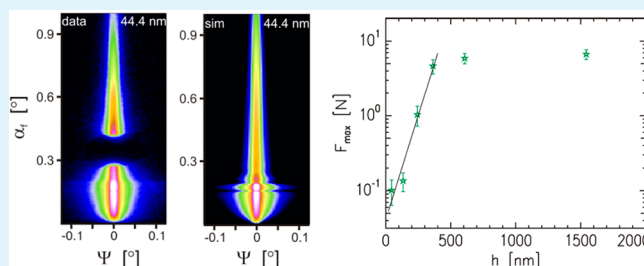 data 44.4 nm
sim 44.4 nm
α_f [°]
0.9
0.6
0.3
-0.1 0 0.1
-0.1 0 0.1
Ψ [°]
Ψ [°]
0.9
0.6
0.3
F_max [N]
10^1
10^0
10^-1
0 500 1000 1500 2000
h [nm]